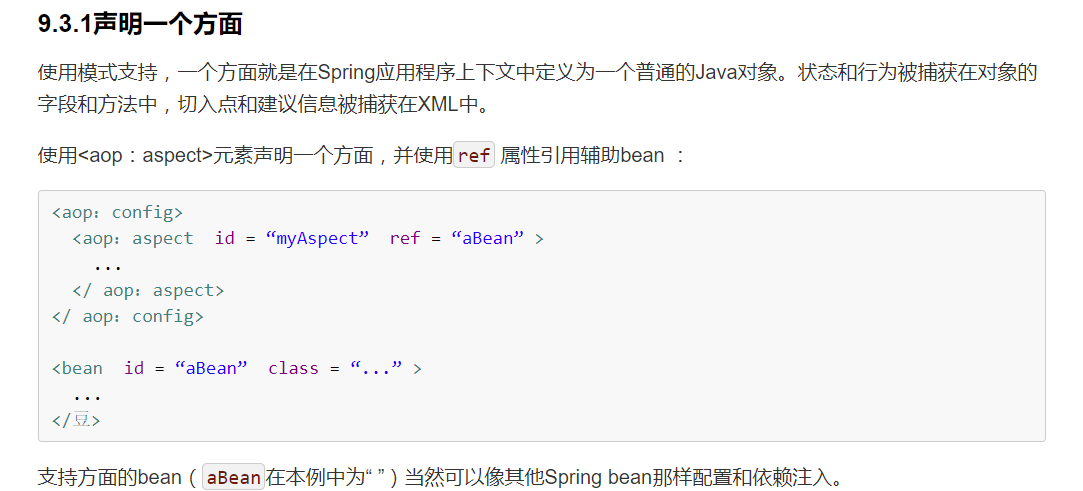 9.3.1声明一个方面
使用模式支持，一个方面就是在Spring应用程序上下文中定义为一个普通的Java对象。状态和行为被捕获在对象的
字段和方法中，切入点和建议信息被捕获在XML中。
使用<aop：aspect>元素声明一个方面，并使用ref 属性引用辅助bean ：
<aop：config>
  <aop：aspect  id = “myAspect”  ref = “aBean” >
    ...
  </ aop：aspect>
</ aop：config>
<bean  id = “aBean”  class = “...” >
  ...
</豆>
支持方面的bean（ aBean在本例中为“ ”）当然可以像其他Spring bean那样配置和依赖注入。